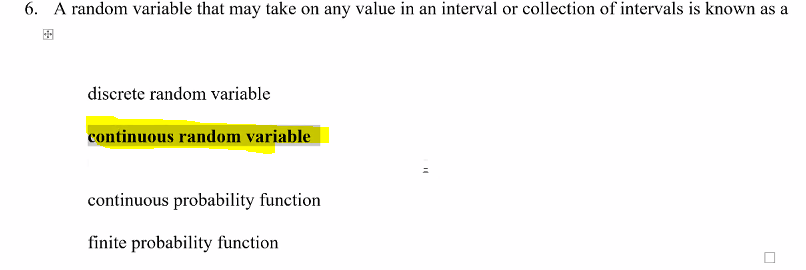 6. A random variable that may take on any value in an interval or collection of intervals is known as a
discrete random variable
continuous random variable
continuous probability function
finite probability function